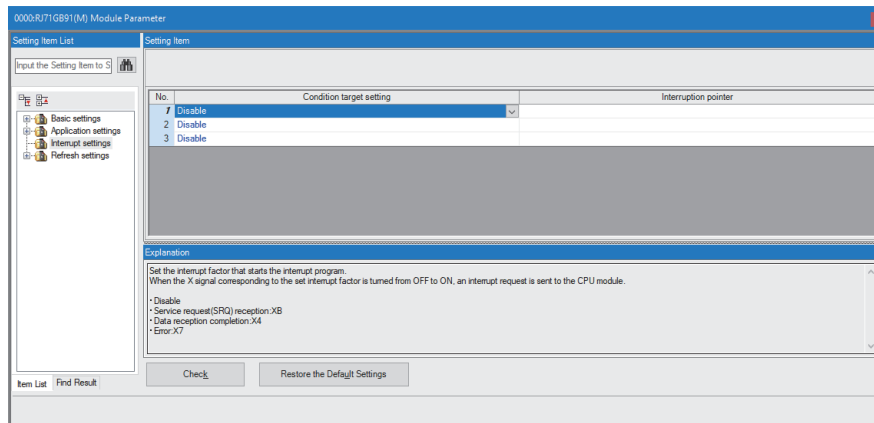 0000:RJ71GB91(M) Module Parameter
Setting Item List
Setting Item
Input the Setting Item to S
No. Condition target setting Interruption pointer
1 Disable
2 Disable
3 Disable
Basic settings
Application settings
Interrupt settings
Refresh settings
Explanation
Set the interrupt factor that starts the interrupt program.
When the X signal corresponding to the set interrupt factor is turned from OFF to ON, an interrupt request is sent to the CPU module.
· Disable
· Service request(SRQ) reception:XB
· Data reception completion:X4
· Error:X7
Item List Find Result
Check Restore the Default Settings